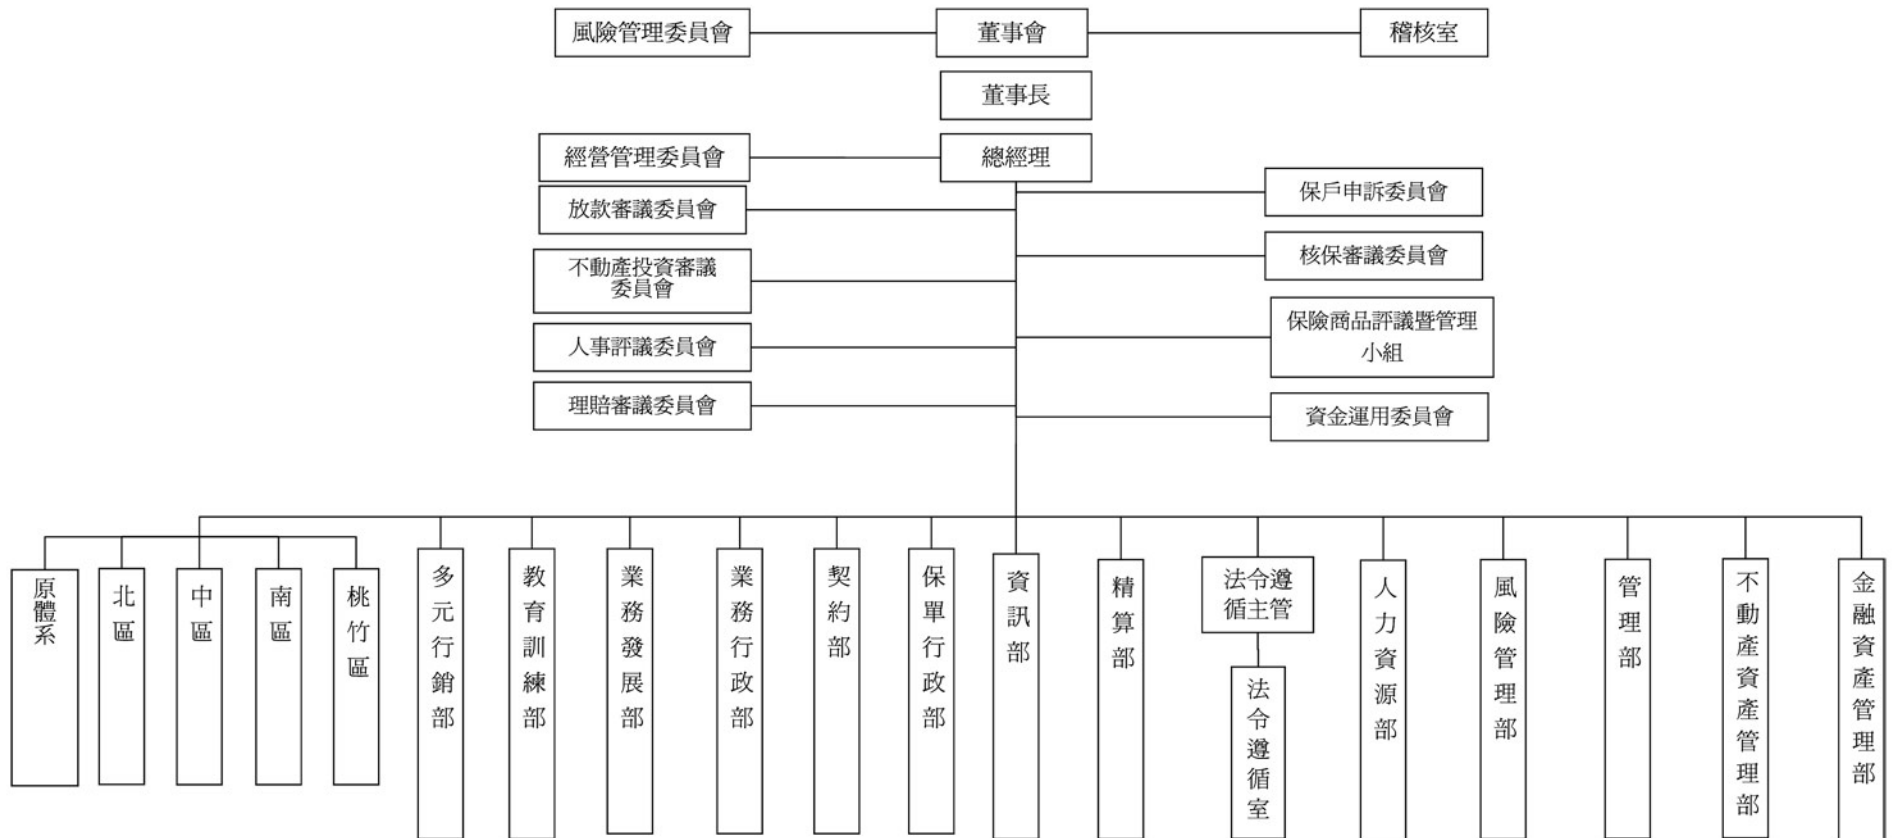 風險管理委員會
董事會
稽核室
董事長
經營管理委員會
總經理
保戶申訴委員會
放款審議委員會
核保審議委員會
不動產投資審議
委員會
保險商品評議暨管理
小組
人事評議委員會
理賠審議委員會
資金運用委員會
原體系
北區
中區
南區
桃竹區
多元行銷部
教育訓練部
業務發展部
業務行政部
契約部
保單行政部
資訊部
精算部
法令遵
循主管
法令遵循室
人力資源部
風險管理部
管理部
不動產資產管理部
金融資產管理部